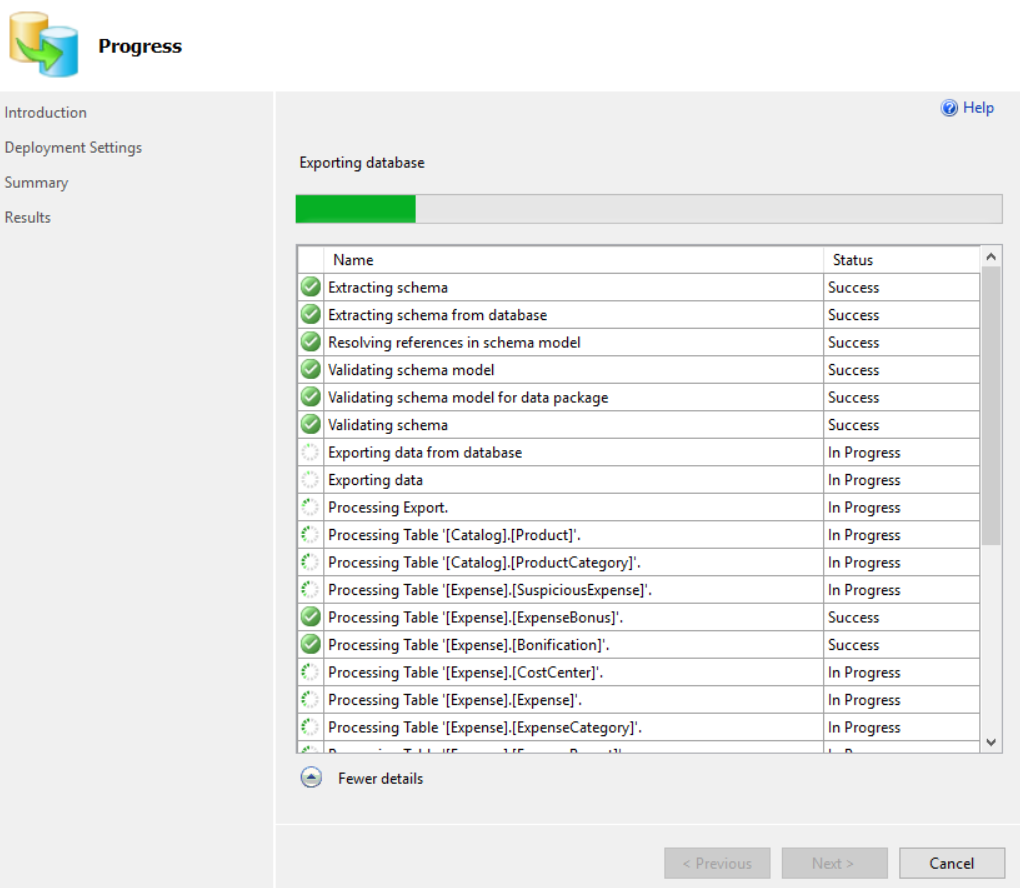 Progress
Introduction
Deployment Settings
Summary
Results
Help
Exporting database
Name Status
Extracting schema Success
Extracting schema from database Success
Resolving references in schema model Success
Validating schema model Success
Validating schema model for data package Success
Validating schema Success
Exporting data from database In Progress
Exporting data In Progress
Processing Export. In Progress
Processing Table '[Catalog].[Product]'. In Progress
Processing Table '[Catalog].[ProductCategory]'. In Progress
Processing Table '[Expense].[SuspiciousExpense]'. In Progress
Processing Table '[Expense].[ExpenseBonus]'. Success
Processing Table '[Expense].[Bonification]'. Success
Processing Table '[Expense].[CostCenter]'. In Progress
Processing Table '[Expense].[Expense]'. In Progress
Processing Table '[Expense].[ExpenseCategory]'. In Progress
Fewer details
< Previous Next > Cancel